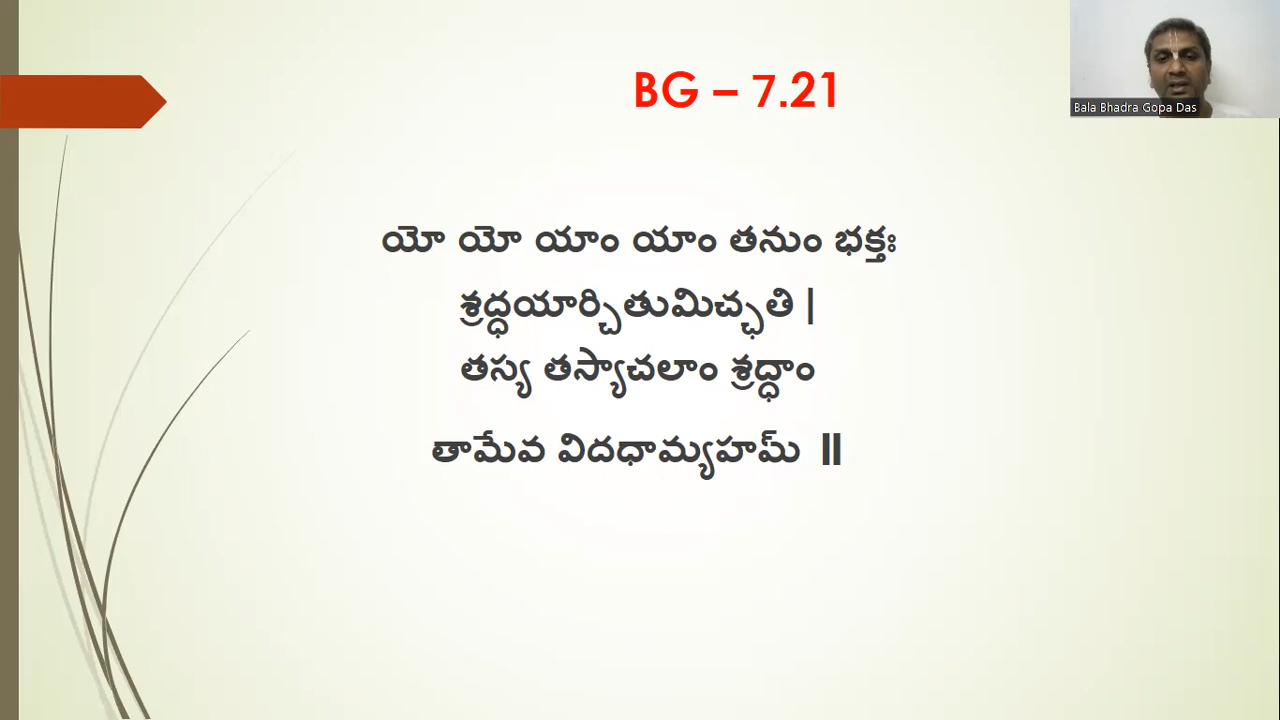 BG – 7.21
Bala Bhadra Gopa Das
యో యో యాం యాం తనుం భక్తః
శ్రద్ధయార్చితుమిచ్ఛతి |
తస్య తస్యాచలాం శ్రద్ధాం
తామేవ విదధామ్యహమ్ ||